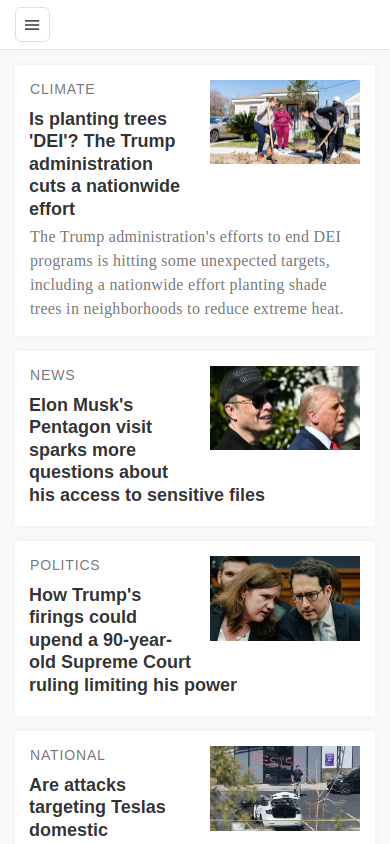 CLIMATE
Is planting trees
'DEI'? The Trump
administration
cuts a nationwide
effort
The Trump administration's efforts to end DEI
programs is hitting some unexpected targets,
including a nationwide effort planting shade
trees in neighborhoods to reduce extreme heat.
NEWS
Elon Musk's
Pentagon visit
sparks more
questions about
his access to sensitive files
POLITICS
How Trump's
firings could
upend a 90-year-
old Supreme Court
ruling limiting his power
NATIONAL
Are attacks
targeting Teslas
domestic